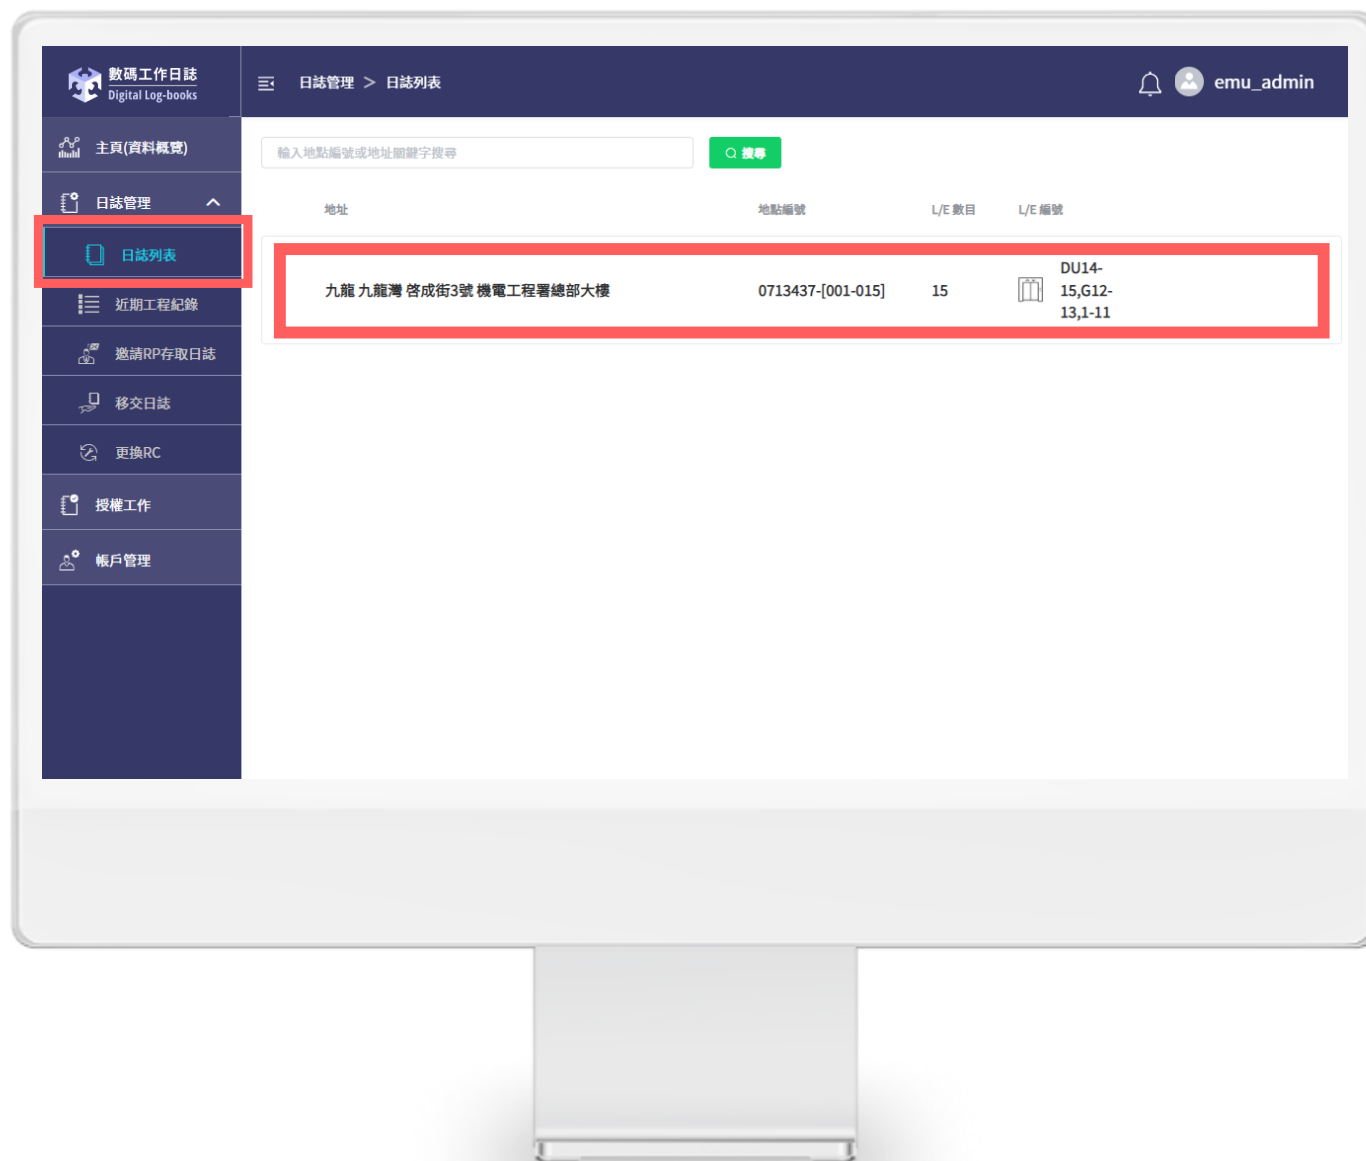 數碼工作日誌
Digital Log-books
日誌管理 > 日誌列表
emu_admin
主頁(資料概覽)
日誌管理
日誌列表
近期工程紀錄
邀請RP存取日誌
移交日誌
更換RC
授權工作
帳戶管理
輸入地點編號或地址關鍵字搜尋
搜尋
地址 地點編號 L/E 數目 L/E 編號
九龍 九龍灣 啓成街3號 機電工程署總部大樓 0713437-[001-015] 15
DU14-
15,G12-
13,1-11